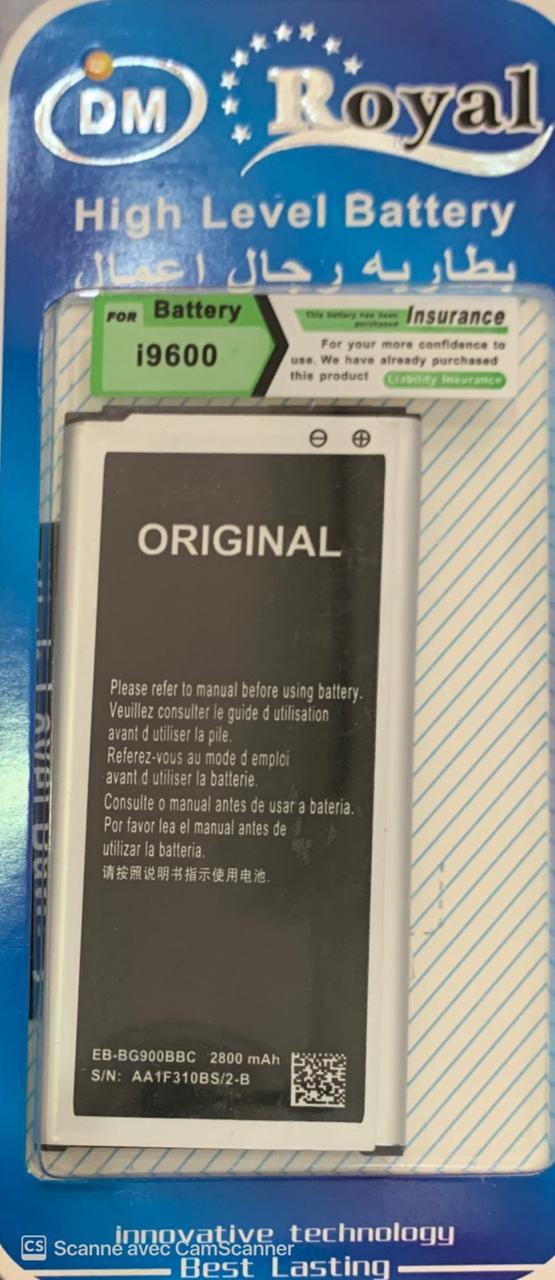 DM
Royal
High Level Battery
بطاريه رجال اعمال
FOR Battery
i9600
This battery has been purchased Insurance
For your more confidence to
use. We have already purchased
this product Liability Insurance
ORIGINAL
Please refer to manual before using battery.
Veuillez consulter le guide d utilisation
avant d utiliser la pile.
Referez-vous au mode d emploi
avant d utiliser la batterie.
Consulte o manual antes de usar a bateria.
Por favor lea el manual antes de
utilizar la batteria.
请按照说明书指示使用电池.
EB-BG900BBC 2800 mAh
S/N: AA1F310BS/2-B
innovative technology
CS Scanne avec CamScanner
Best Lasting